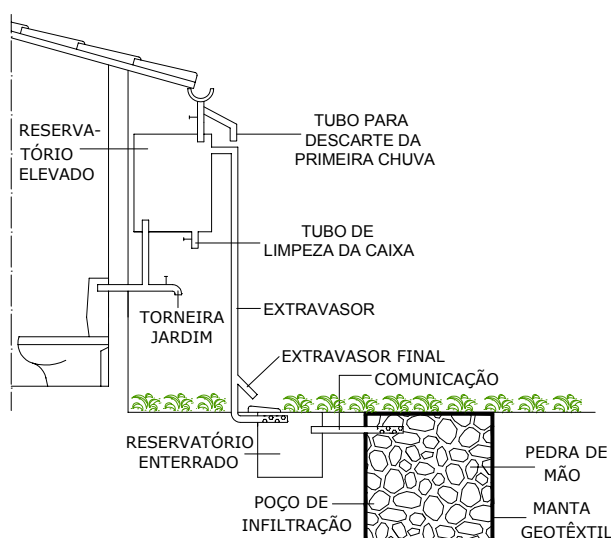 RESERVA-
TÓRIO
ELEVADO
TUBO PARA
DESCARTE DA
PRIMEIRA CHUVA
TUBO DE
LIMPEZA DA CAIXA
TORNEIRA
JARDIM
EXTRAVASOR
EXTRAVASOR FINAL
COMUNICAÇÃO
RESERVATÓRIO
ENTERRADO
POÇO DE
INFILTRAÇÃO
PEDRA DE
MÃO
MANTA
GEOTÊXTIL